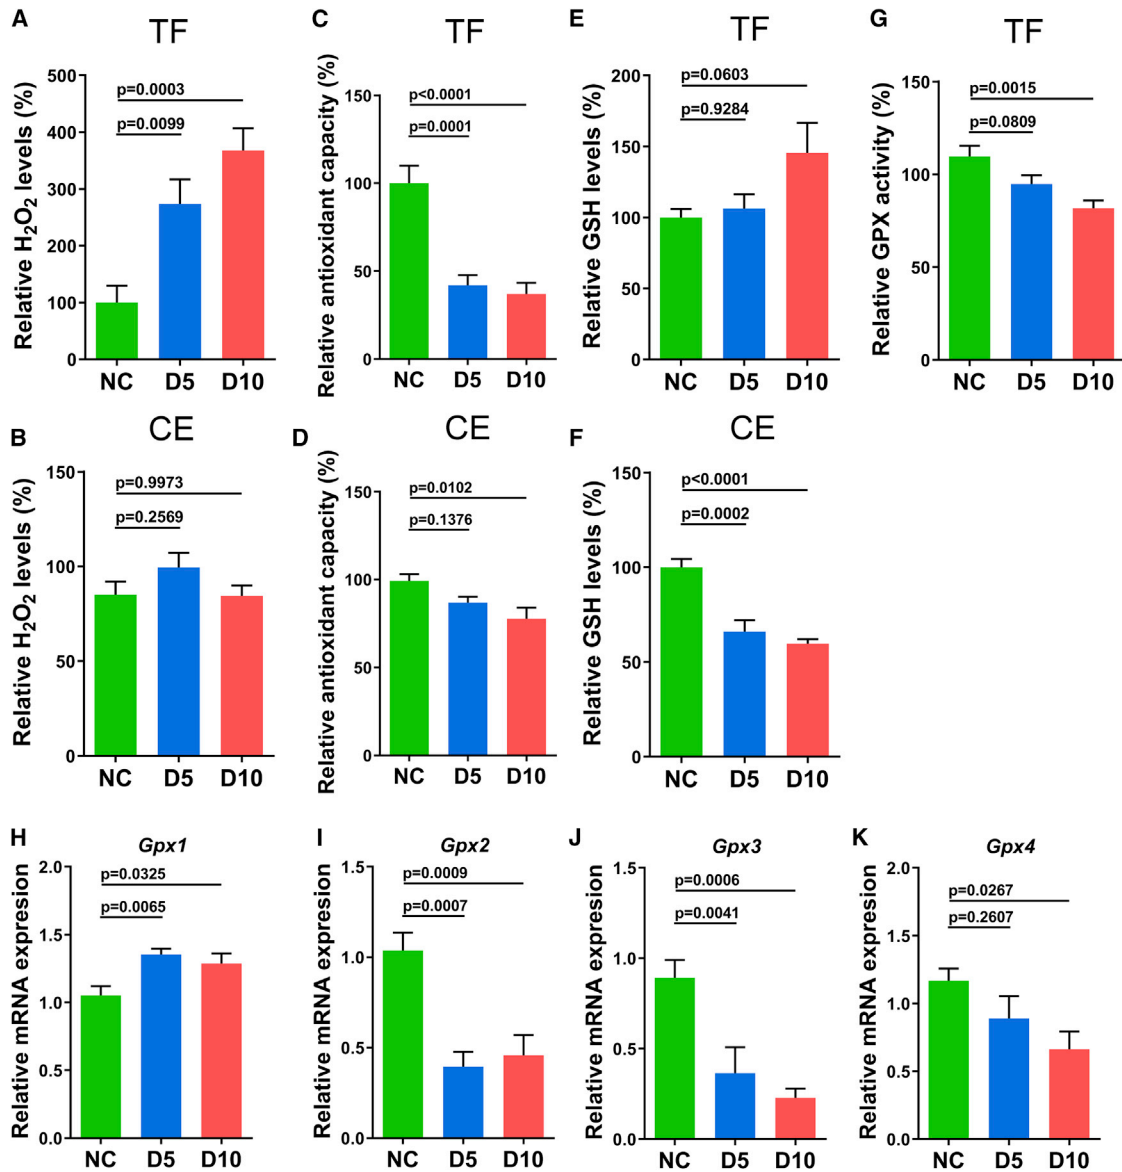 A
TF
Relative H₂O₂ levels (%)
500
400
300
200
100
0
p=0.0003
p=0.0099
NC D5 D10
C
TF
Relative antioxidant capacity (%)
150
100
50
0
p<0.0001
p=0.0001
NC D5 D10
E
TF
Relative GSH levels (%)
200
150
100
50
0
p=0.0603
p=0.9284
NC D5 D10
G
TF
Relative GPX activity (%)
150
100
50
0
p=0.0015
p=0.0809
NC D5 D10
B
CE
Relative H₂O₂ levels (%)
150
100
50
0
p=0.9973
p=0.2569
NC D5 D10
D
CE
Relative antioxidant capacity (%)
150
100
50
0
p=0.0102
p=0.1376
NC D5 D10
F
CE
Relative GSH levels (%)
150
100
50
0
p<0.0001
p=0.0002
NC D5 D10
H
Gpx1
Relative mRNA expresion
2.0
1.5
1.0
0.5
0.0
p=0.0325
p=0.0065
NC D5 D10
I
Gpx2
Relative mRNA expresion
1.5
1.0
0.5
0.0
p=0.0009
p=0.0007
NC D5 D10
J
Gpx3
Relative mRNA expresion
1.5
1.0
0.5
0.0
p=0.0006
p=0.0041
NC D5 D10
K
Gpx4
Relative mRNA expresion
2.0
1.5
1.0
0.5
0.0
p=0.0267
p=0.2607
NC D5 D10